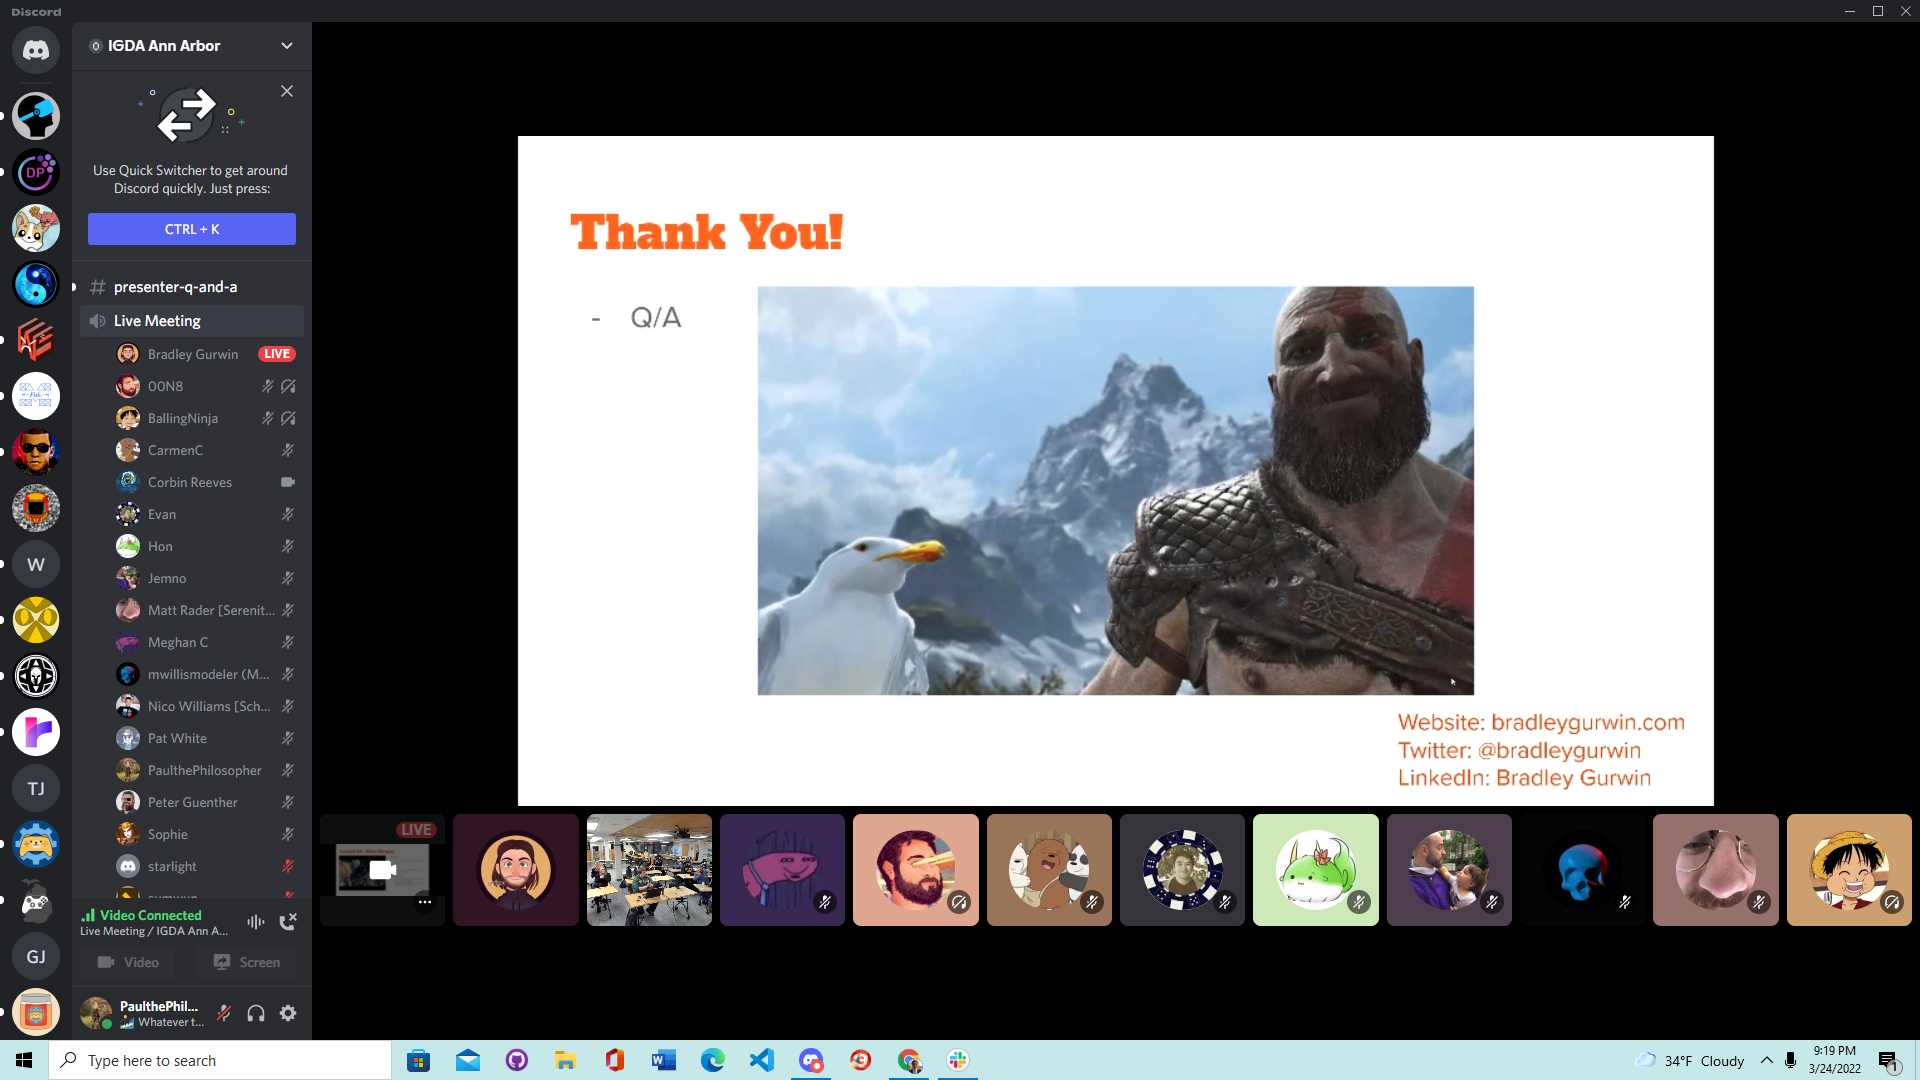 Discord
IGDA Ann Arbor
Use Quick Switcher to get around
Discord quickly. Just press:
CTRL + K
presenter-q-and-a
Live Meeting
Bradley Gurwin LIVE
00N8
BallingNinja
CarmenC
Corbin Reeves
Evan
Hon
Jemno
Matt Rader [Serenit...
Meghan C
mwillismodeler (M...
Nico Williams [Sch...
Pat White
PaulthePhilosopher
Peter Guenther
Sophie
starlight
Video Connected
Live Meeting / IGDA Ann A...
Video Screen
PaulthePhil...
Whatever t...
DP
W
TJ
GJ
Thank You!
- Q/A
Website: bradleygurwin.com
Twitter: @bradleygurwin
LinkedIn: Bradley Gurwin
LIVE
Type here to search
34°F Cloudy
9:19 PM
3/24/2022
1